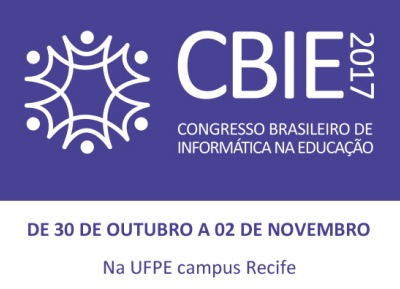 CBIE 2017
CONGRESSO BRASILEIRO DE
INFORMÁTICA NA EDUCAÇÃO
DE 30 DE OUTUBRO A 02 DE NOVEMBRO
Na UFPE campus Recife